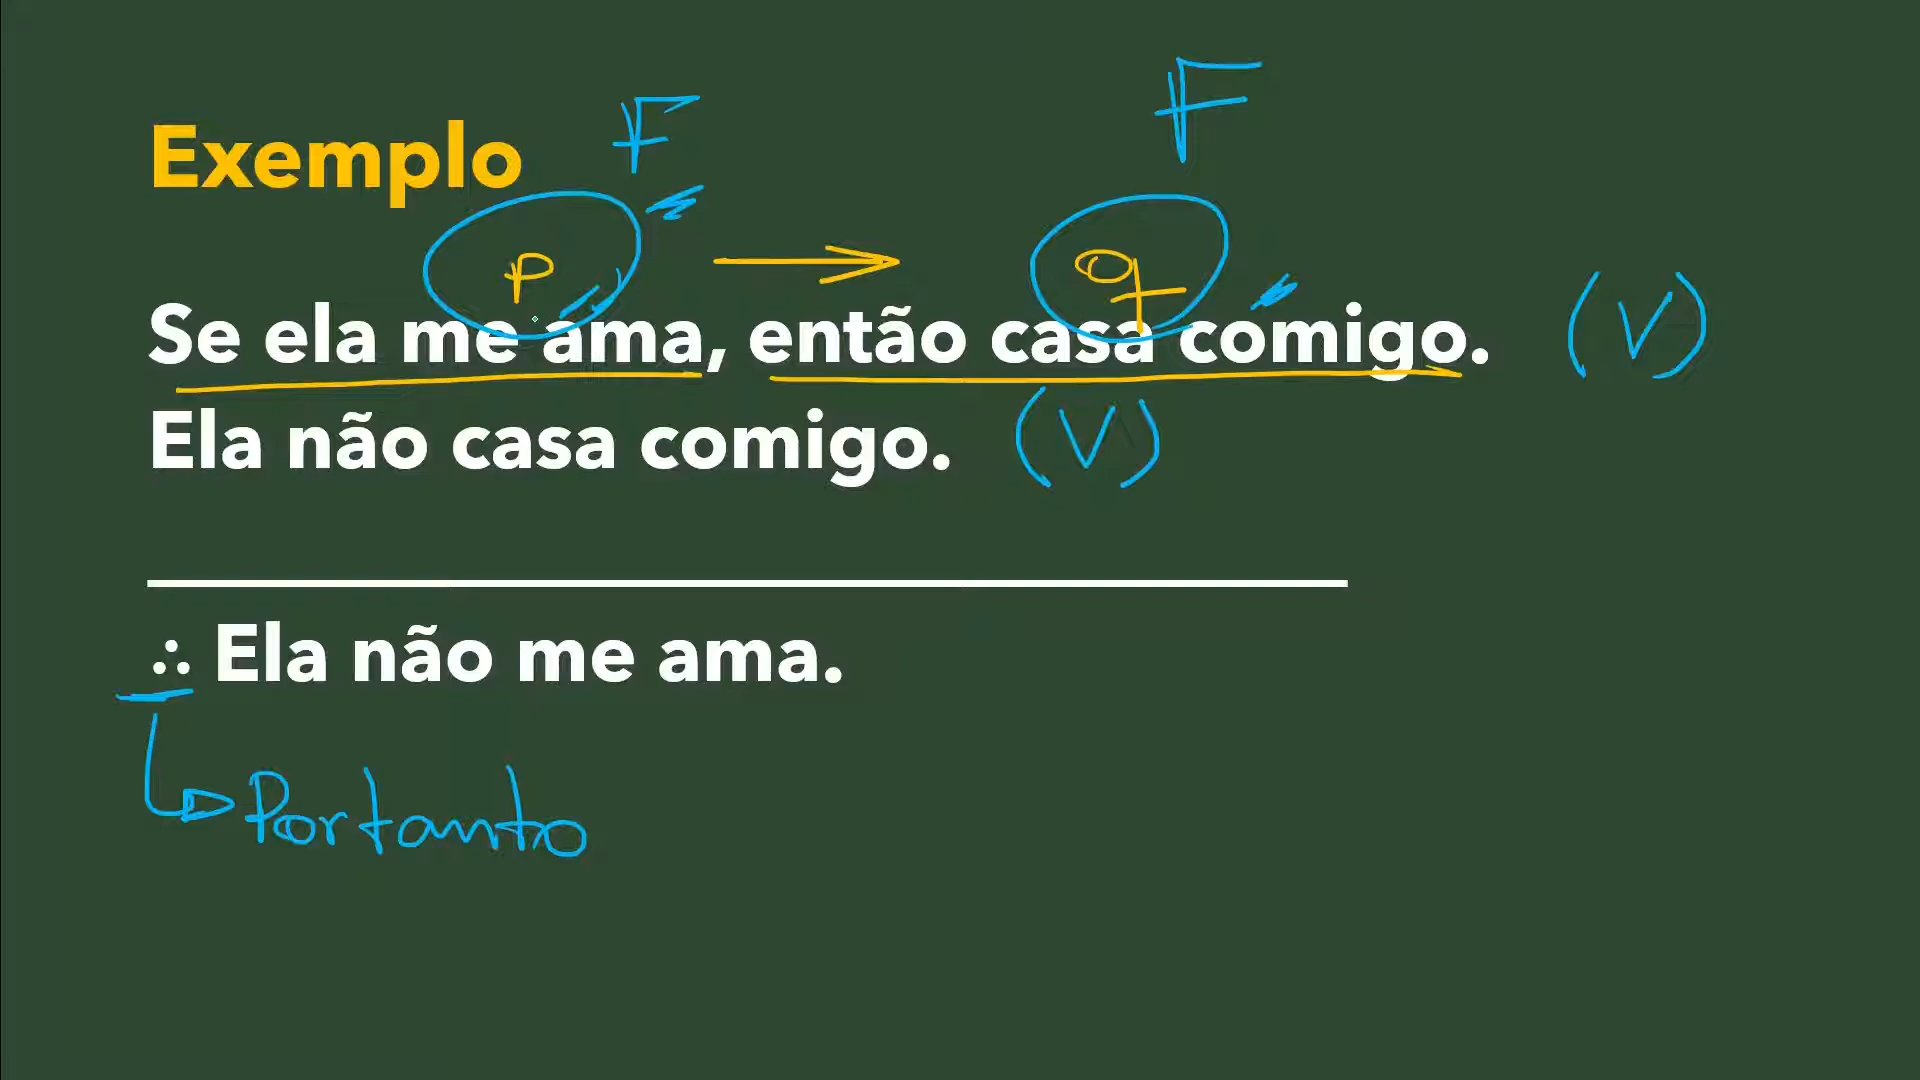 F
Exemplo F
p → q
Se ela me ama, então casa comigo. (V)
Ela não casa comigo. (V)
∴ Ela não me ama.
Portanto